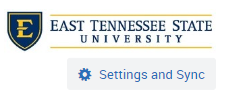 E
EAST TENNESSEE STATE
UNIVERSITY
Settings and Sync